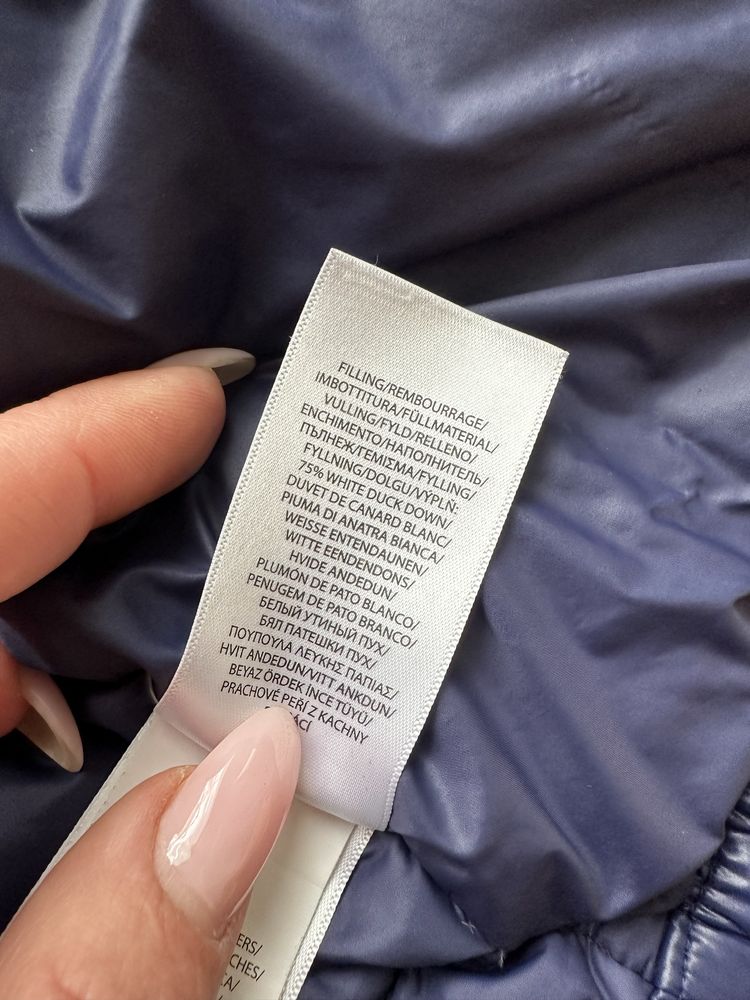 FILLING/REMBOURRAGE/
IMBOTTITURA/FÜLLMATERIAL/
VULLING/FYLD/RELLENO/
ENCHIMENTO/НАПОЛНИТЕЛЬ/
ПЪЛНЕЖ/ΓΕΜΙΣΜΑ/FYLLING/
FYLLNING/DOLGU/VÝPLN:
75% WHITE DUCK DOWN/
DUVET DE CANARD BLANC/
PIUMA DI ANATRA BIANCA/
WEISSE ENTENDAUNEN/
WITTE EENDENDONS/
HVIDE ANDEDUN/
PLUMÓN DE PATO BLANCO/
PENUGEM DE PATO BRANCO/
БЕЛЫЙ УТИНЫЙ ПУХ/
БЯЛ ПАТЕШКИ ПУХ/
ΠΟΥΠΟΥΛΑ ΛΕΥΚΗΣ ΠΑΠΙΑΣ/
HVIT ANDEDUN/VITT ANKDUN/
BEYAZ ÖRDEK İNCE TÜYÜ/
PRACHOVÉ PEŘÍ Z KACHNY